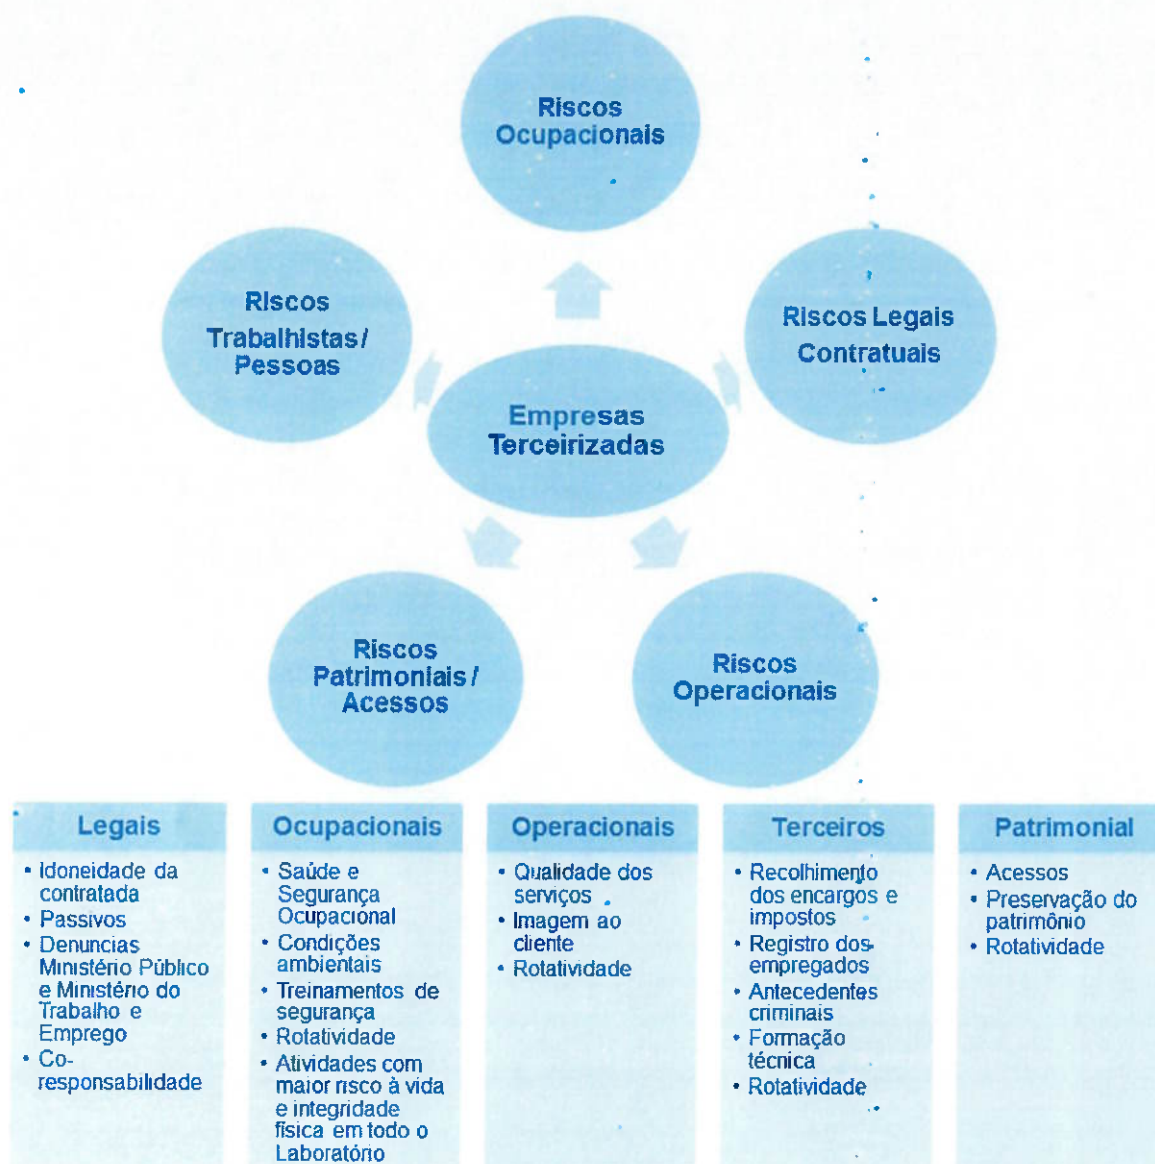 Riscos
Ocupacionais
Riscos
Trabalhistas/
Pessoas
Riscos Legais
Contratuais
Empresas
Terceirizadas
Riscos
Patrimoniais/
Acessos
Riscos
Operacionais
Legais
• Idoneidade da
contratada
• Passivos
• Denuncias
Ministério Público
e Ministério do
Trabalho e
Emprego
• Co-
responsabilidade
Ocupacionais
• Saúde e
Segurança
Ocupacional
• Condições
ambientais
• Treinamentos de
segurança
• Rotatividade
• Atividades com
maior risco à vida
e integridade
física em todo o
Laboratório
Operacionais
• Qualidade dos
serviços
• Imagem ao
cliente
• Rotatividade
Terceiros
• Recolhimento
dos encargos e
impostos
• Registro dos
empregados
• Antecedentes
criminais
• Formação
técnica
• Rotatividade
Patrimonial
• Acessos
• Preservação do
patrimônio
• Rotatividade